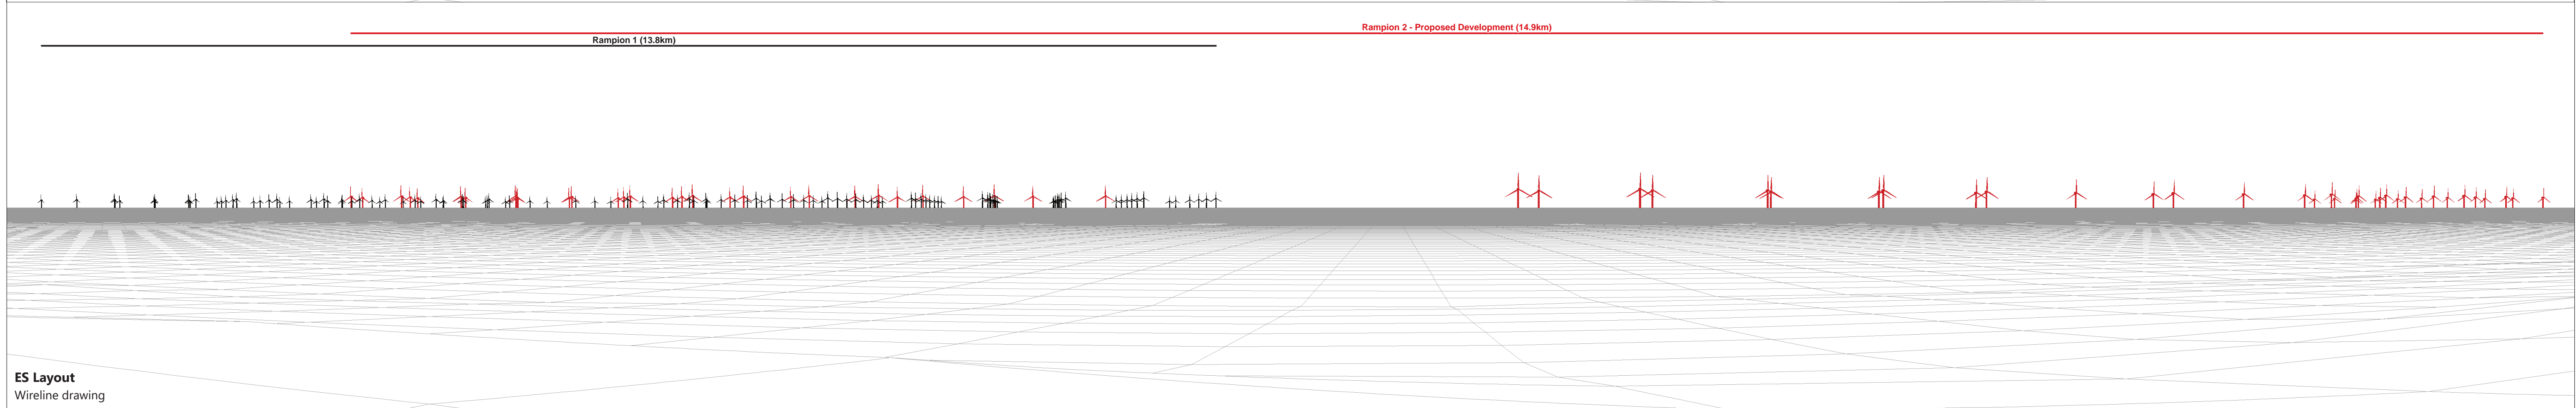 Rampion 2 - Proposed Development (14.9km)
Rampion 1 (13.8km)
ES Layout
Wireline drawing